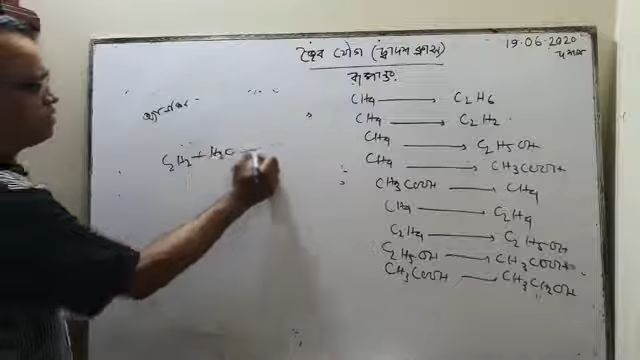 জৈব যৌগ (দ্বাদশ শ্রেণি)
19.06.2020
রূপান্তর
CH4 → C2H6
CH4 → C2H2
CH4 → C2H5OH
CH4 → CH3COOH
CH3COOH → CH4
CH4 → C2H4
C2H4 → C2H5OH
C2H5OH → CH3COOH
CH3COOH → CH3CH2OH
C2H2 + H2O